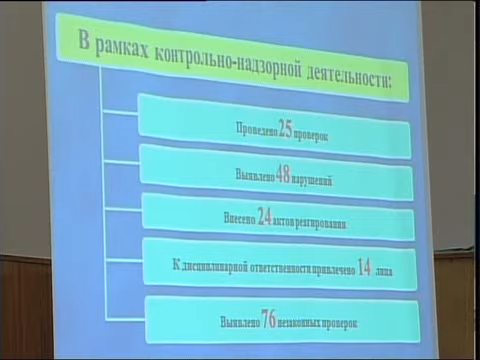 В рамках контрольно-надзорной деятельности:
Проведено 25 проверок
Выявлено 48 нарушений
Внесено 24 актов реагирования
К дисциплинарной ответственности привлечено 14 лица
Выявлено 76 незаконных проверок